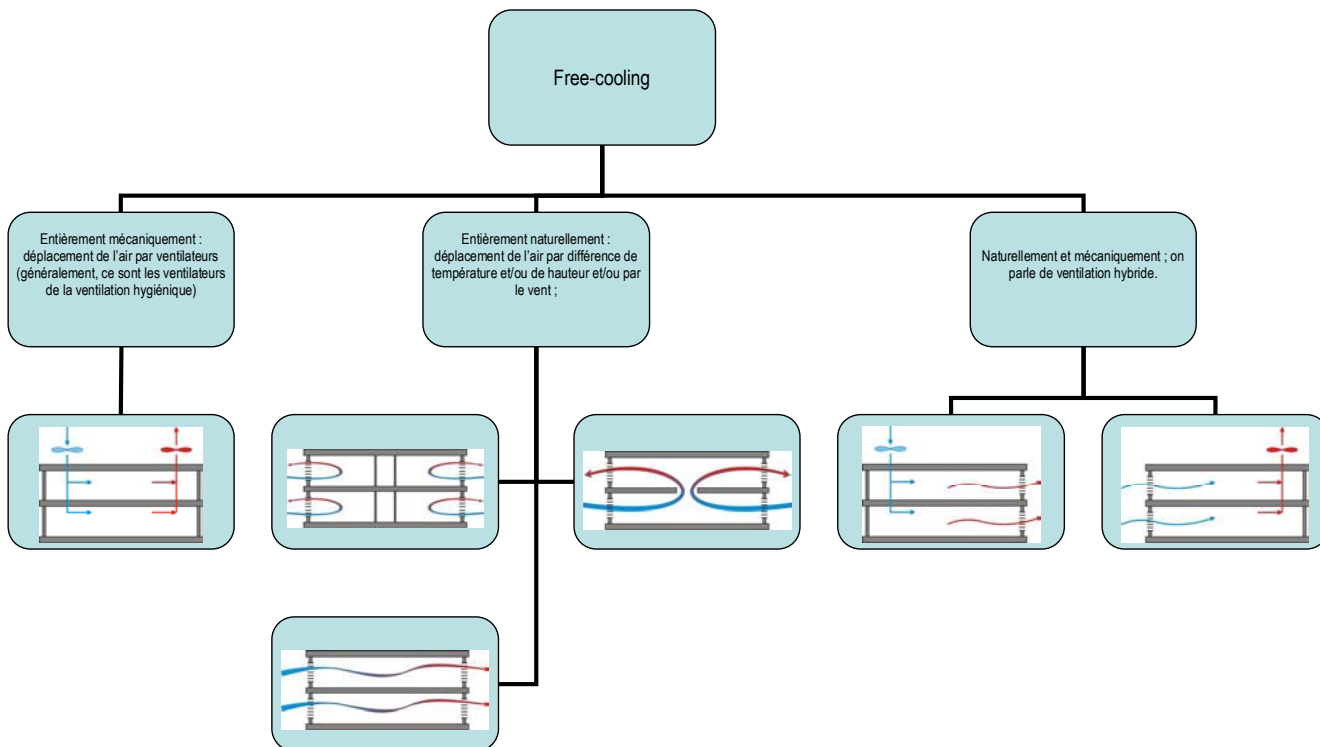 Free-cooling
Entièrement mécaniquement :
déplacement de l'air par ventilateurs
(généralement, ce sont les ventilateurs
de la ventilation hygiénique)
Entièrement naturellement :
déplacement de l'air par différence de
température et/ou de hauteur et/ou par
le vent ;
Naturellement et mécaniquement ; on
parle de ventilation hybride.